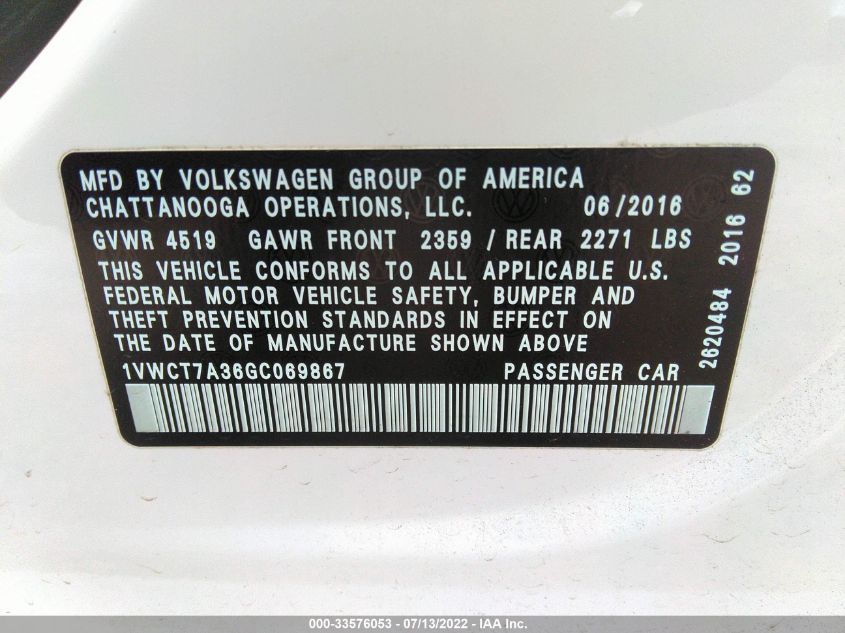 MFD BY VOLKSWAGEN GROUP OF AMERICA
CHATTANOOGA OPERATIONS, LLC. 06/2016
GVWR 4519 GAWR FRONT 2359 / REAR 2271 LBS
THIS VEHICLE CONFORMS TO ALL APPLICABLE U.S.
FEDERAL MOTOR VEHICLE SAFETY, BUMPER AND
THEFT PREVENTION STANDARDS IN EFFECT ON
THE DATE OF MANUFACTURE SHOWN ABOVE
1VWCT7A36GC069867 PASSENGER CAR
2620484 2016 62
000-33576053 - 07/13/2022 - IAA Inc.